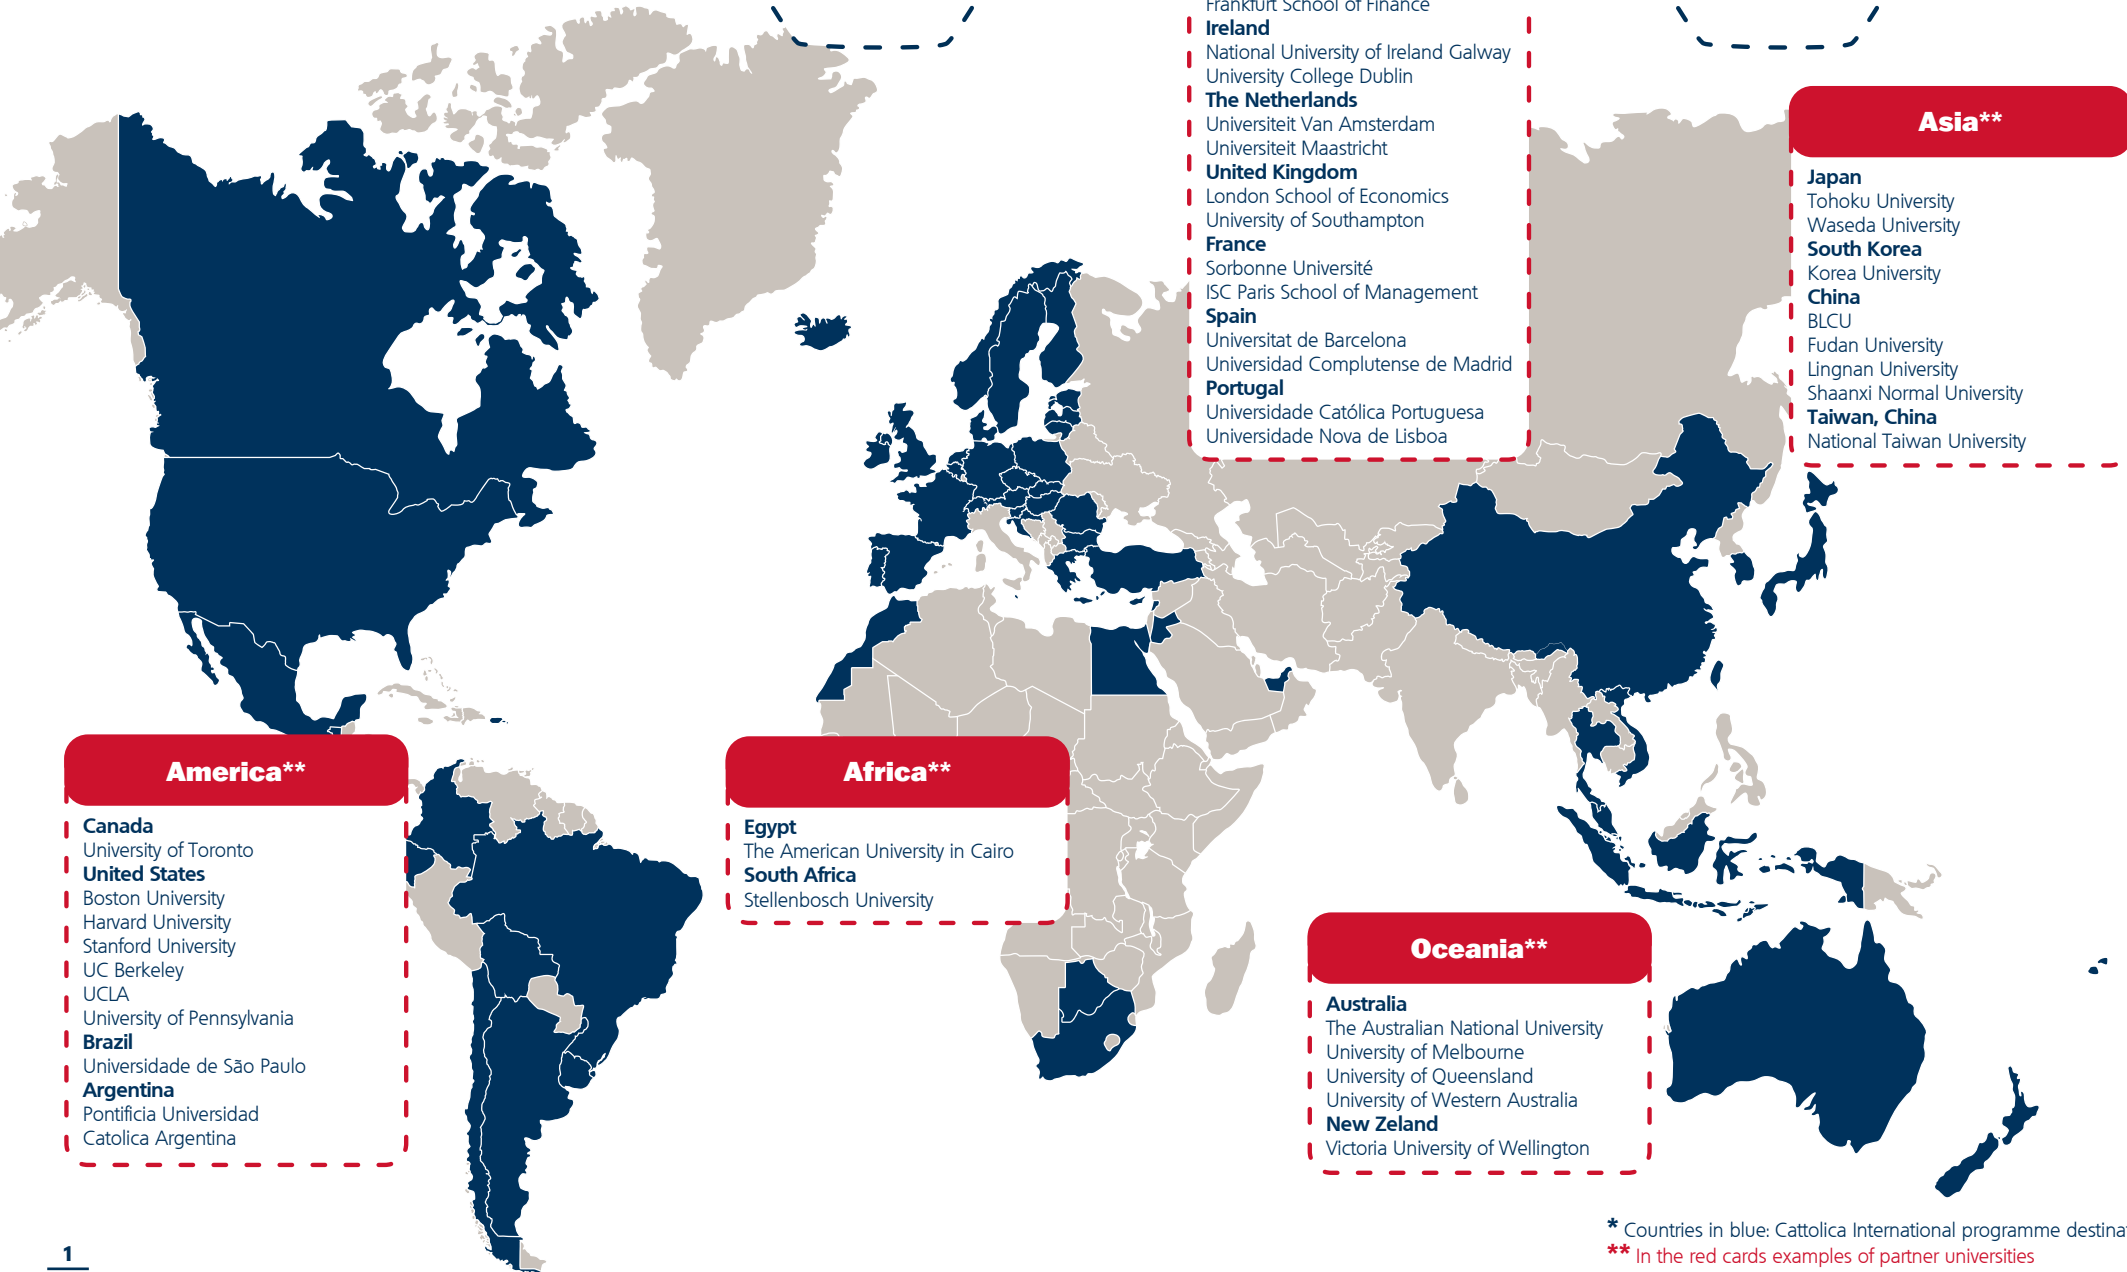 Frankfurt School of Finance
Ireland
National University of Ireland Galway
University College Dublin
The Netherlands
Universiteit Van Amsterdam
Universiteit Maastricht
United Kingdom
London School of Economics
University of Southampton
France
Sorbonne Université
ISC Paris School of Management
Spain
Universitat de Barcelona
Universidad Complutense de Madrid
Portugal
Universidade Católica Portuguesa
Universidade Nova de Lisboa
Asia**
Japan
Tohoku University
Waseda University
South Korea
Korea University
China
BLCU
Fudan University
Lingnan University
Shaanxi Normal University
Taiwan, China
National Taiwan University
America**
Canada
University of Toronto
United States
Boston University
Harvard University
Stanford University
UC Berkeley
UCLA
University of Pennsylvania
Brazil
Universidade de São Paulo
Argentina
Pontificia Universidad
Catolica Argentina
Africa**
Egypt
The American University in Cairo
South Africa
Stellenbosch University
Oceania**
Australia
The Australian National University
University of Melbourne
University of Queensland
University of Western Australia
New Zeland
Victoria University of Wellington
* Countries in blue: Cattolica International programme
** In the red cards examples of partner universities
1